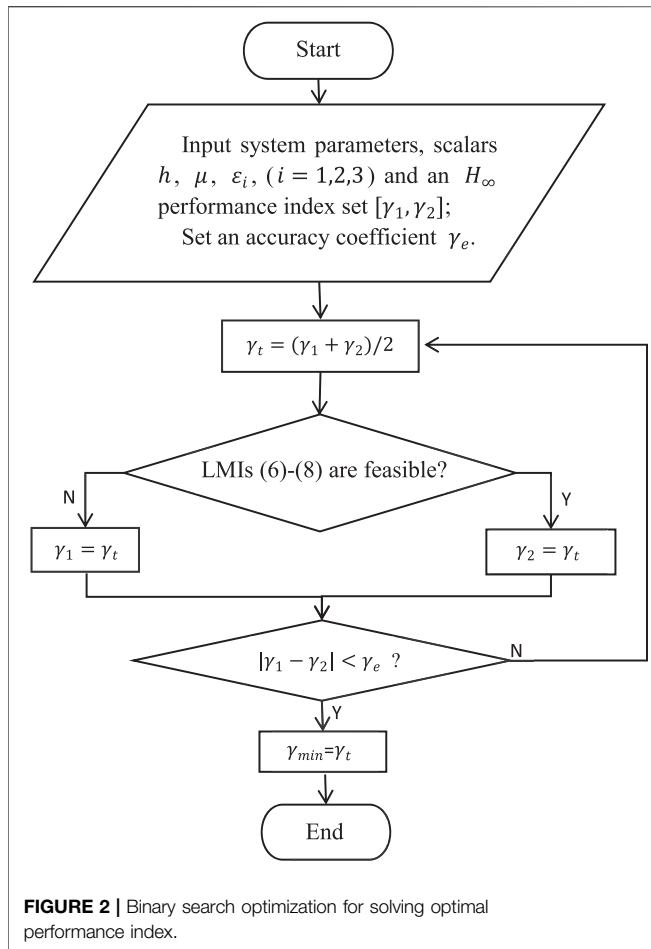 Start
Input system parameters, scalars
h, μ, εᵢ, (i = 1,2,3) and an H∞
performance index set [γ₁, γ₂];
Set an accuracy coefficient γₑ.
γₜ = (γ₁ + γ₂)/2
LMIs (6)-(8) are feasible?
N
Y
γ₁ = γₜ
γ₂ = γₜ
|γ₁ − γ₂| < γₑ ?
N
Y
γₘᵢₙ=γₜ
End
FIGURE 2 | Binary search optimization for solving optimal
performance index.